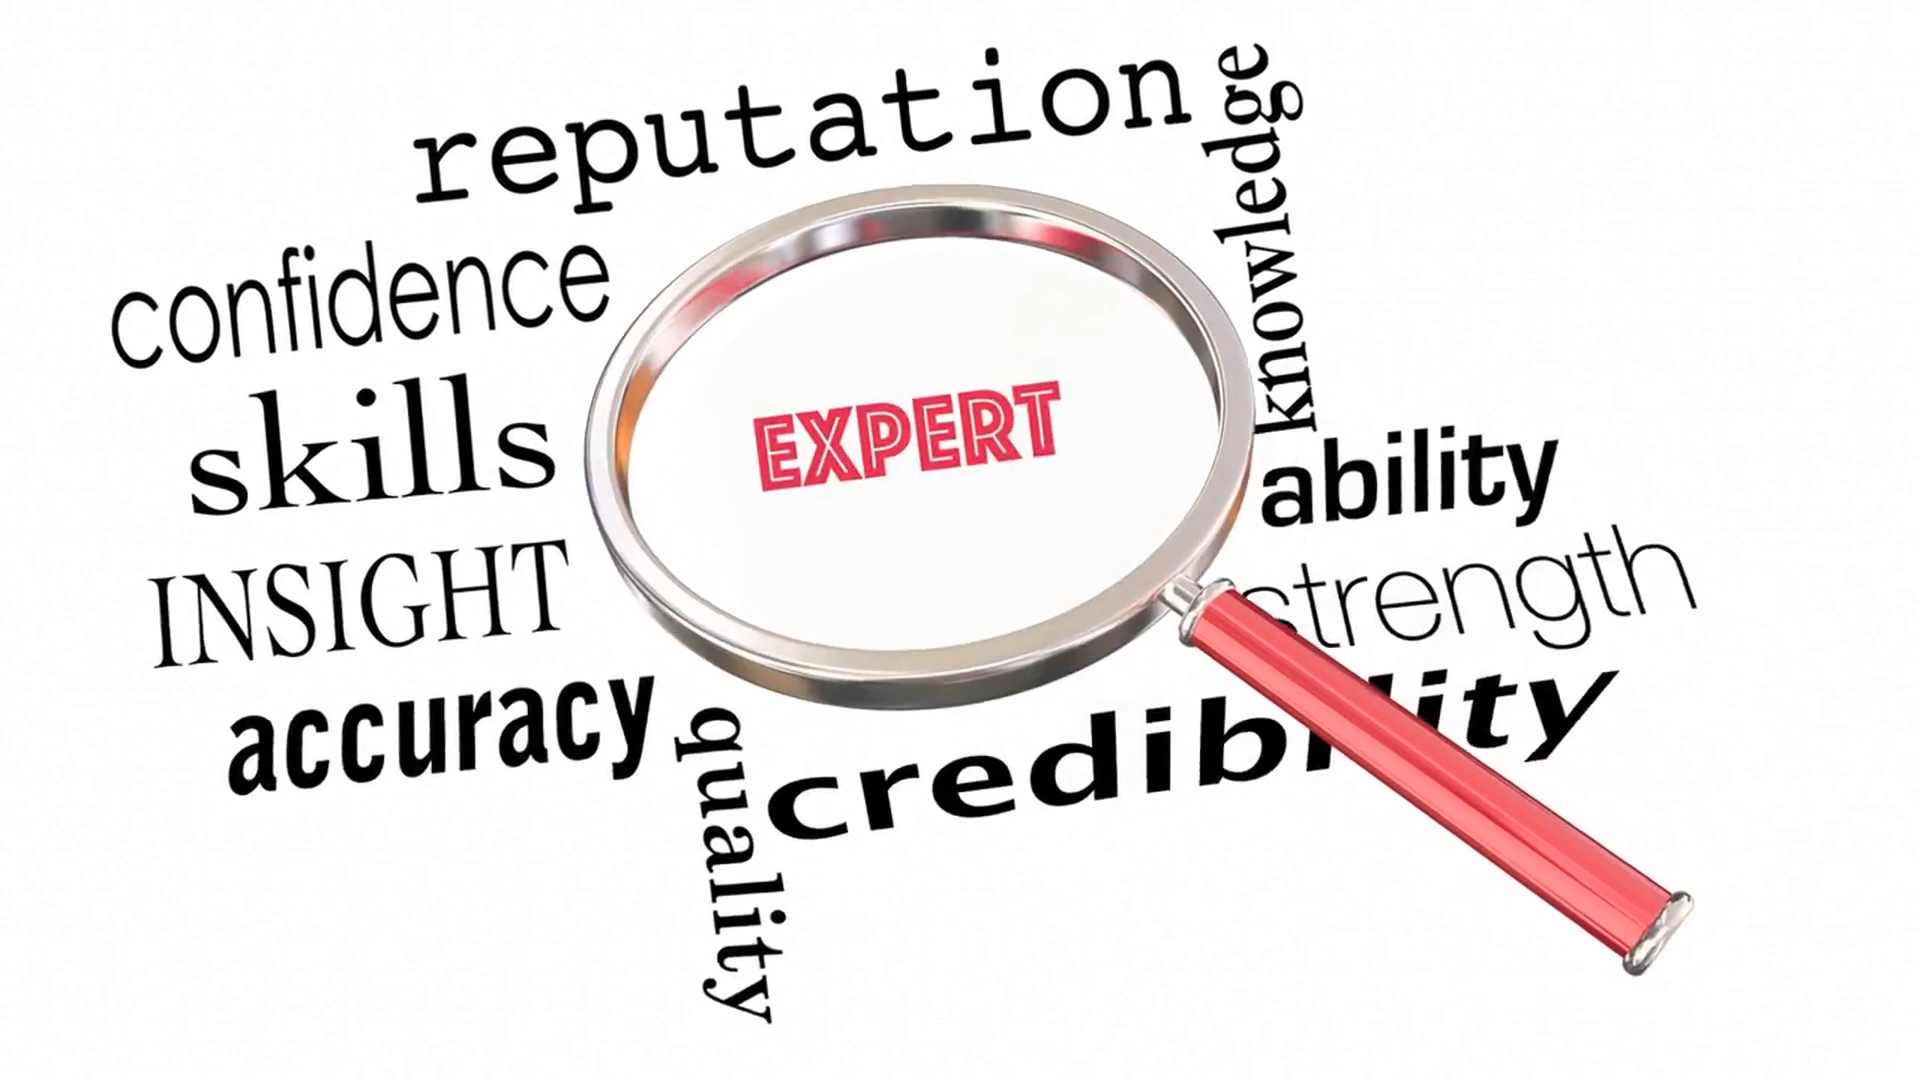 reputation
knowledge
confidence
skills
EXPERT
ability
INSIGHT
strength
accuracy
quality
credibility